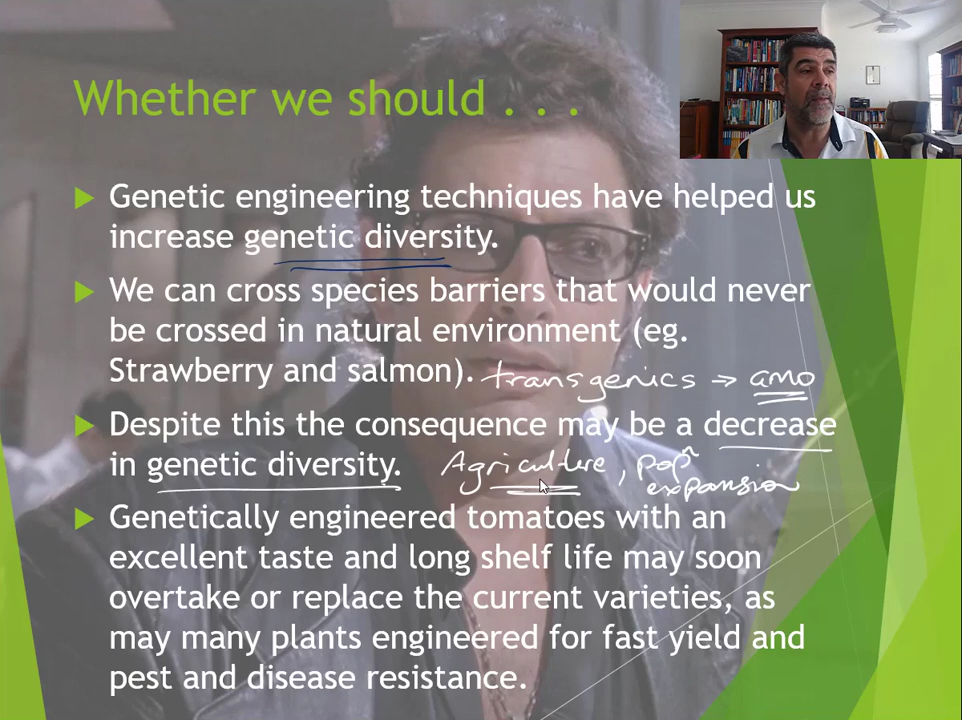 Whether we should . . .
Genetic engineering techniques have helped us
increase genetic diversity.
We can cross species barriers that would never
be crossed in natural environment (eg.
Strawberry and salmon). transgenics → GMO
Despite this the consequence may be a decrease
in genetic diversity. Agriculture, popⁿ
expansion
Genetically engineered tomatoes with an
excellent taste and long shelf life may soon
overtake or replace the current varieties, as
may many plants engineered for fast yield and
pest and disease resistance.